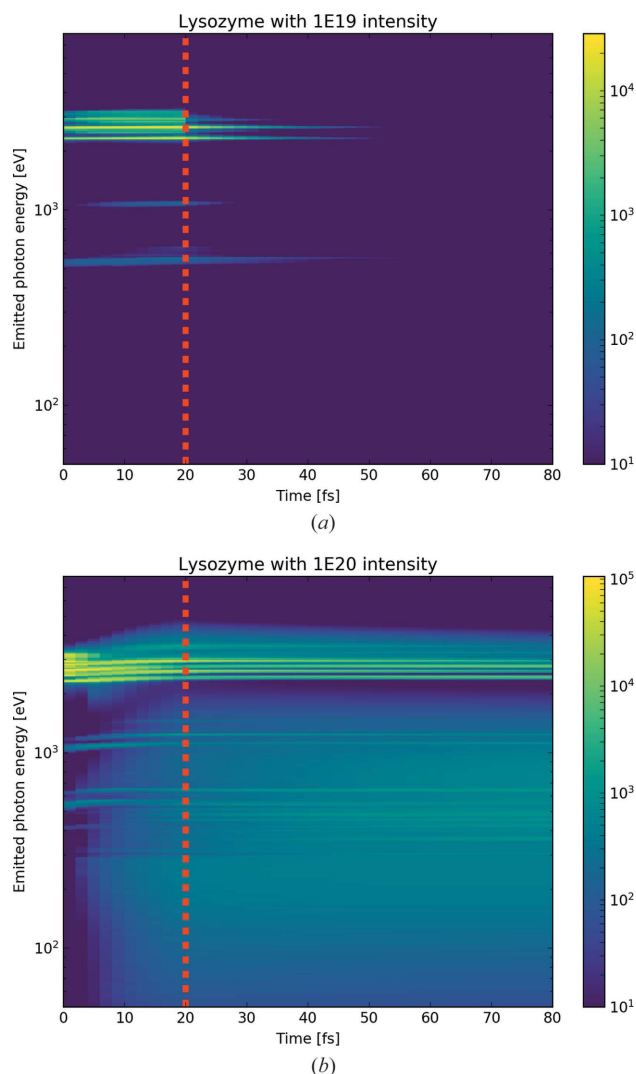 Lysozyme with 1E19 intensity
Emitted photon energy [eV]
10^3
10^2
0 10 20 30 40 50 60 70 80
Time [fs]
10^4
10^3
10^2
10^1
(a)
Lysozyme with 1E20 intensity
Emitted photon energy [eV]
10^3
10^2
0 10 20 30 40 50 60 70 80
Time [fs]
10^5
10^4
10^3
10^2
10^1
(b)